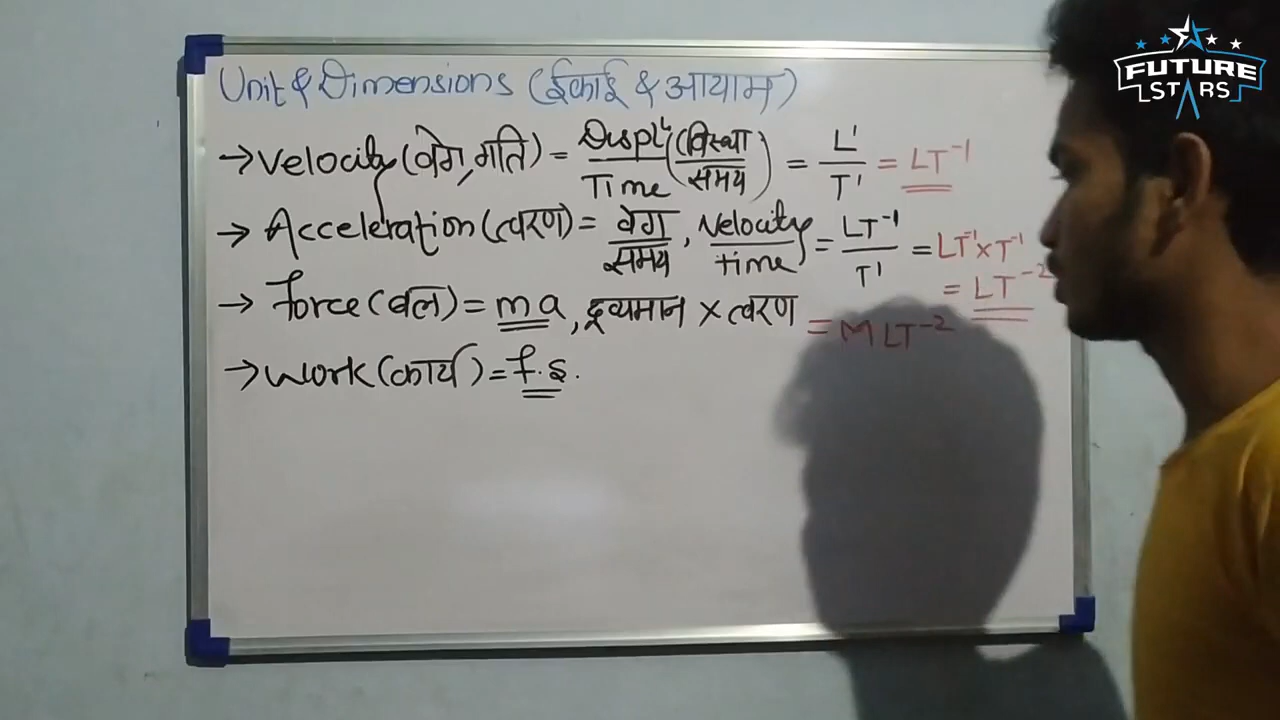 Unit & Dimensions (ईकाई & आयाम)
→ Velocity (वेग, गति) = Displ/Time (विस्था/समय) = L¹/T¹ = LT⁻¹
→ Acceleration (त्वरण) = वेग/समय, Velocity/time = LT⁻¹/T¹ = LT⁻¹×T⁻¹
= LT⁻²
→ force (बल) = ma, द्रव्यमान × त्वरण = MLT⁻²
→ Work (कार्य) = f.s.
FUTURE
STARS